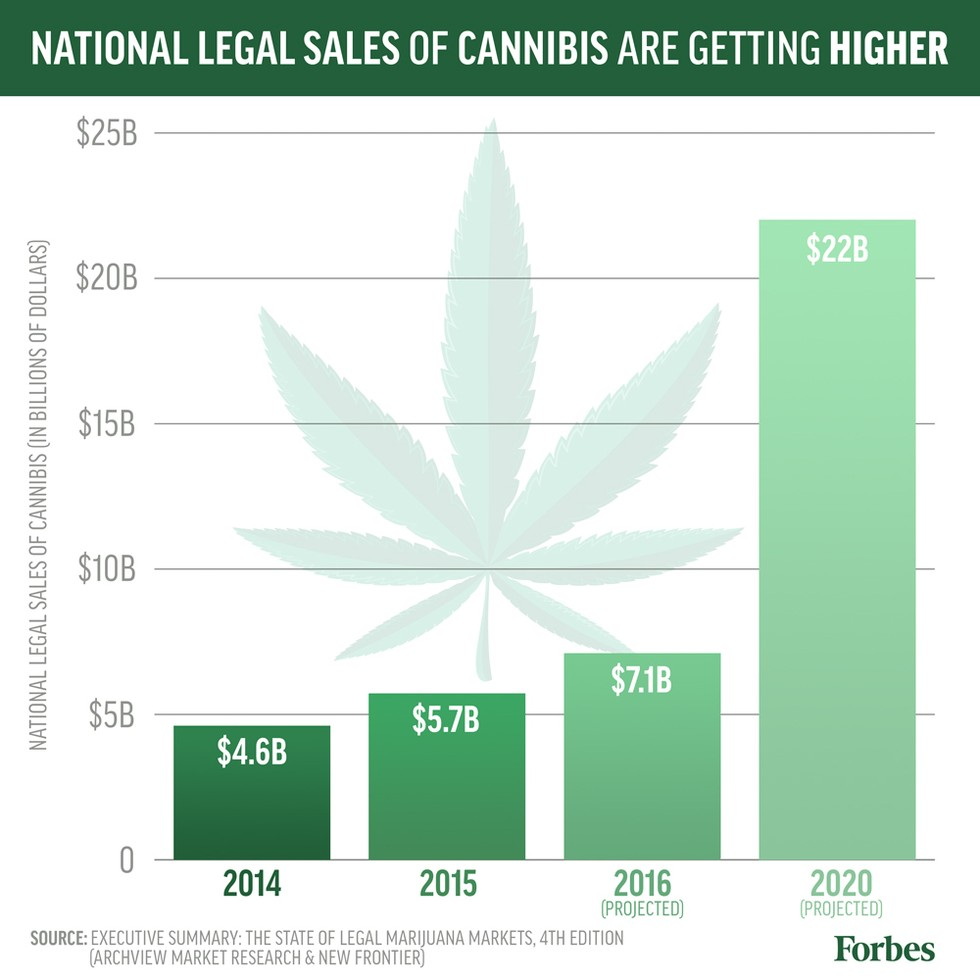 NATIONAL LEGAL SALES OF CANNIBIS ARE GETTING HIGHER
NATIONAL LEGAL SALES OF CANNIBIS (IN BILLIONS OF DOLLARS)
$25B
$20B
$15B
$10B
$5B
0
$4.6B
$5.7B
$7.1B
$22B
2014
2015
2016
(PROJECTED)
2020
(PROJECTED)
SOURCE: EXECUTIVE SUMMARY: THE STATE OF LEGAL MARIJUANA MARKETS, 4TH EDITION
(ARCHVIEW MARKET RESEARCH & NEW FRONTIER)
Forbes